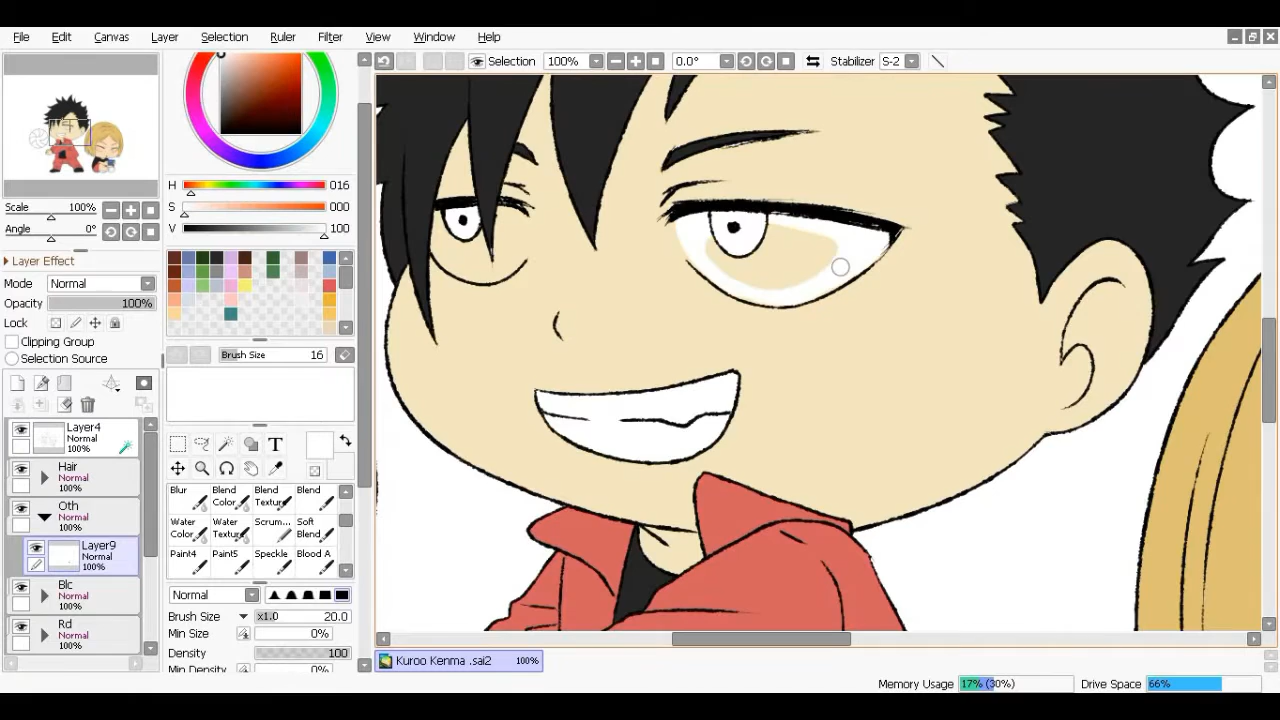 File Edit Canvas Layer Selection Ruler Filter View Window Help
Selection 100% 0.0° Stabilizer S-2
Scale 100%
Angle 0°
Layer Effect
Mode Normal
Opacity 100%
Lock
Clipping Group
Selection Source
Layer4
Normal
100%
Hair
Normal
100%
Oth
Normal
100%
Layer9
Normal
100%
Blc
Normal
100%
Rd
Normal
100%
H 016
S 000
V 100
Brush Size 16
T
Blur Blend Color Blend Texture Blend
Water Color Water Texture Scrum... Soft Blend
Paint4 Paint5 Speckle Blood A
Normal
Brush Size x1.0 20.0
Min Size 0%
Density 100
Min Density 0%
Kuroo Kenma .sai2 100%
Memory Usage 17% (30%) Drive Space 66%